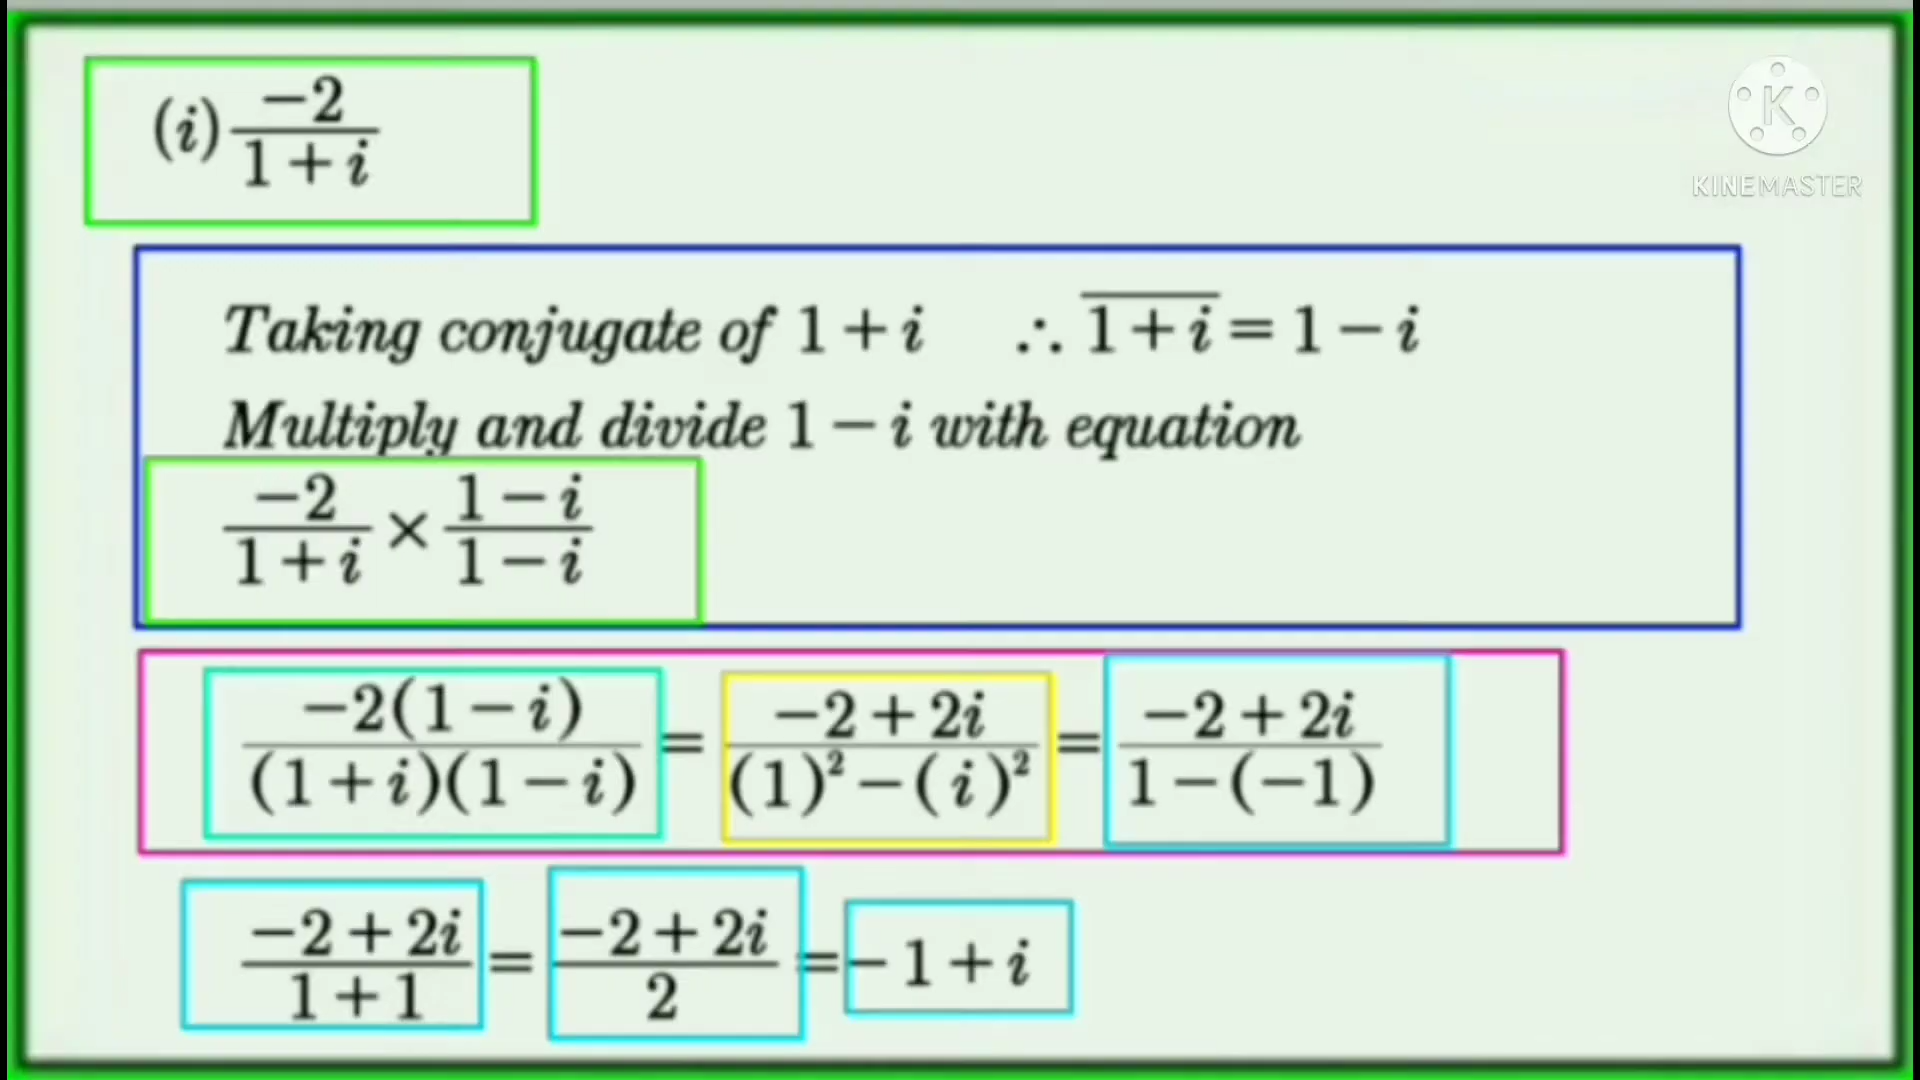 (i) −2/(1 + i)
KINEMASTER
Taking conjugate of 1 + i ∴ \overline{1 + i} = 1 − i
Multiply and divide 1 − i with equation
−2/(1 + i) × (1 − i)/(1 − i)
−2(1 − i)/((1 + i)(1 − i)) = (−2 + 2i)/((1)² − (i)²) = (−2 + 2i)/(1 − (−1))
(−2 + 2i)/(1 + 1) = (−2 + 2i)/2 = − 1 + i